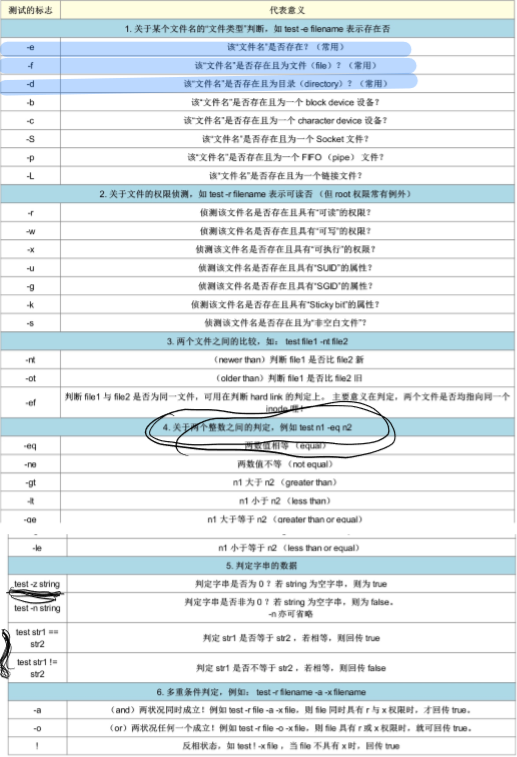 测试的标志 代表意义
1. 关于某个文件名的“文件类型”判断，如 test -e filename 表示存在否
-e 该“文件名”是否存在？（常用）
-f 该“文件名”是否存在且为文件（file）？（常用）
-d 该“文件名”是否存在且为目录（directory）？（常用）
-b 该“文件名”是否存在且为一个 block device 设备？
-c 该“文件名”是否存在且为一个 character device 设备？
-S 该“文件名”是否存在且为一个 Socket 文件？
-p 该“文件名”是否存在且为一个 FIFO （pipe） 文件？
-L 该“文件名”是否存在且为一个链接文件？
2. 关于文件的权限侦测，如 test -r filename 表示可读否 （但 root 权限常有例外）
-r 侦测该文件名是否存在且具有“可读”的权限？
-w 侦测该文件名是否存在且具有“可写”的权限？
-x 侦测该文件名是否存在且具有“可执行”的权限？
-u 侦测该文件名是否存在且具有“SUID”的属性？
-g 侦测该文件名是否存在且具有“SGID”的属性？
-k 侦测该文件名是否存在且具有“Sticky bit”的属性？
-s 侦测该文件名是否存在且为“非空白文件”？
3. 两个文件之间的比较，如： test file1 -nt file2
-nt （newer than）判断 file1 是否比 file2 新
-ot （older than）判断 file1 是否比 file2 旧
-ef 判断 file1 与 file2 是否为同一文件，可用在判断 hard link 的判定上。 主要意义在判定，两个文件是否均指向同一个
inode 哩！
4. 关于两个整数之间的判定，例如 test n1 -eq n2
-eq 两数值相等 （equal）
-ne 两数值不等 （not equal）
-gt n1 大于 n2 （greater than）
-lt n1 小于 n2 （less than）
-ge n1 大于等于 n2 （greater than or equal）
-le n1 小于等于 n2 （less than or equal）
5. 判定字串的数据
test -z string 判定字串是否为 0 ？若 string 为空字串，则为 true
test -n string 判定字串是否非为 0 ？若 string 为空字串，则为 false。
-n 亦可省略
test str1 == str2 判定 str1 是否等于 str2 ，若相等，则回传 true
test str1 != str2 判定 str1 是否不等于 str2 ，若相等，则回传 false
6. 多重条件判定，例如： test -r filename -a -x filename
-a （and）两状况同时成立！例如 test -r file -a -x file，则 file 同时具有 r 与 x 权限时，才回传 true。
-o （or）两状况任何一个成立！例如 test -r file -o -x file，则 file 具有 r 或 x 权限时，就可回传 true。
! 反相状态，如 test ! -x file ，当 file 不具有 x 时，回传 true